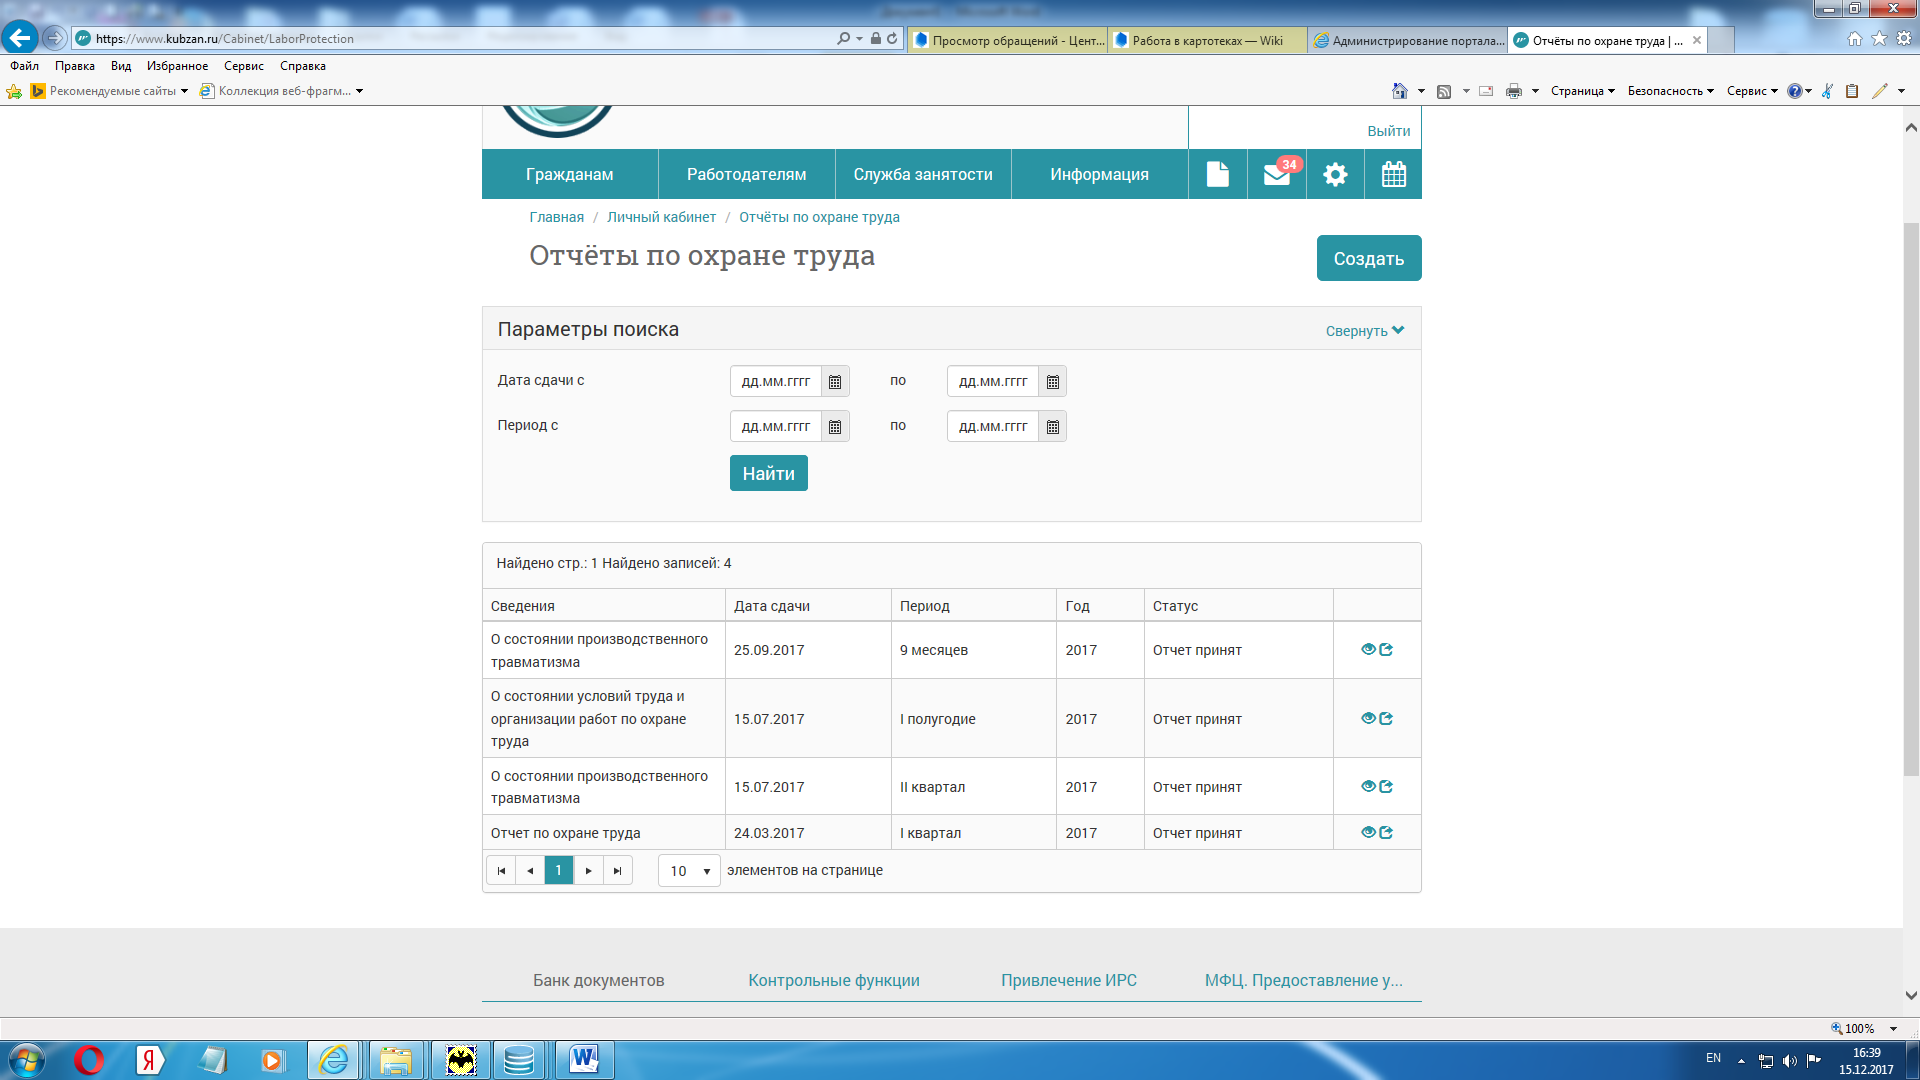 https://www.kubzan.ru/Cabinet/LaborProtection
Просмотр обращений - Цент...
Работа в картотеках — Wiki
Администрирование портала...
Отчёты по охране труда | ...
Файл Правка Вид Избранное Сервис Справка
Рекомендуемые сайты
Коллекция веб-фрагм...
Страница Безопасность Сервис
Выйти
Гражданам Работодателям Служба занятости Информация 34
Главная / Личный кабинет / Отчёты по охране труда
Отчёты по охране труда
Создать
Параметры поиска
Свернуть
Дата сдачи с дд.мм.гггг по дд.мм.гггг
Период с дд.мм.гггг по дд.мм.гггг
Найти
Найдено стр.: 1 Найдено записей: 4
Сведения Дата сдачи Период Год Статус
О состоянии производственного
травматизма
25.09.2017 9 месяцев 2017 Отчет принят
О состоянии условий труда и
организации работ по охране
труда
15.07.2017 I полугодие 2017 Отчет принят
О состоянии производственного
травматизма
15.07.2017 II квартал 2017 Отчет принят
Отчет по охране труда 24.03.2017 I квартал 2017 Отчет принят
1 10 элементов на странице
Банк документов Контрольные функции Привлечение ИРС МФЦ. Предоставление у...
100%
EN
16:39
15.12.2017